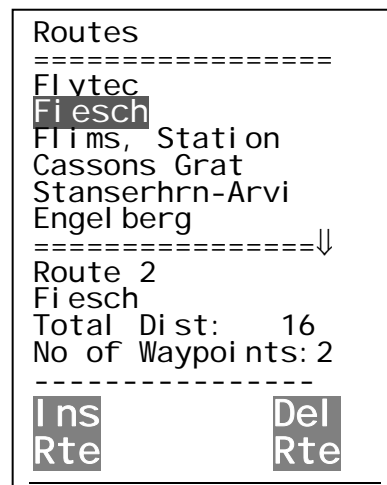 Routes
=================
Flytec
Fiesch
Flims, Station
Cassons Grat
Stanserhrn-Arvi
Engelberg
================⇓
Route 2
Fiesch
Total Dist: 16
No of Waypoints:2
----------------
Ins Del
Rte Rte